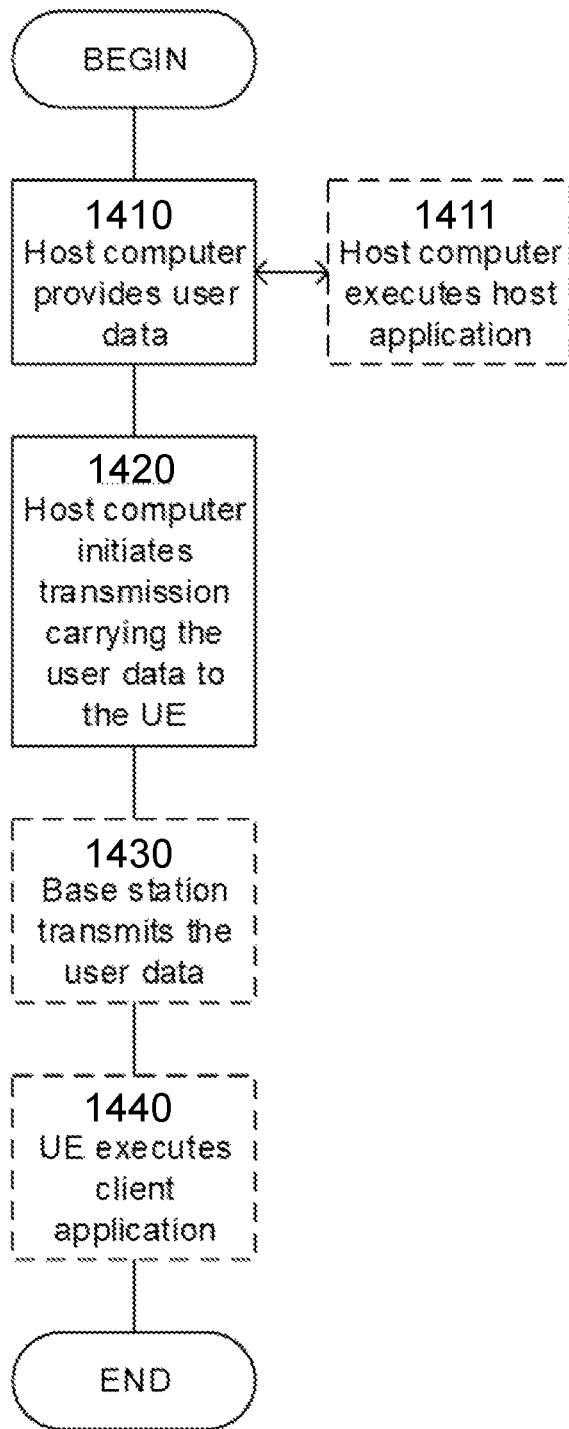 BEGIN
1410
Host computer
provides user
data
1411
Host computer
executes host
application
1420
Host computer
initiates
transmission
carrying the
user data to
the UE
1430
Base station
transmits the
user data
1440
UE executes
client
application
END